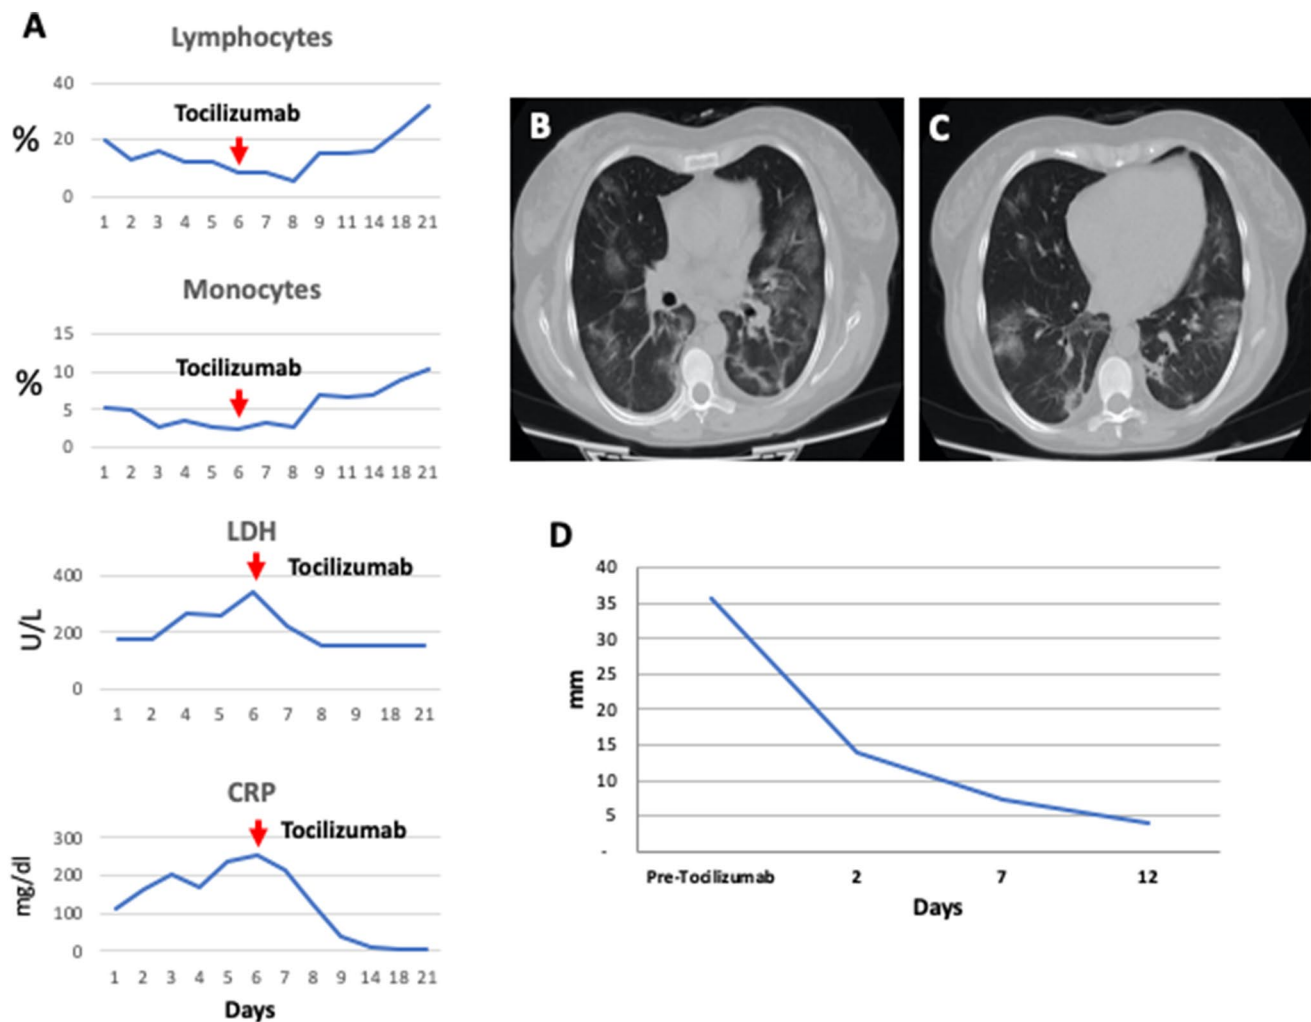 A
Lymphocytes
40
Tocilizumab
%
20
0
1 2 3 4 5 6 7 8 9 11 14 18 21
Monocytes
15
Tocilizumab
%
10
5
0
1 2 3 4 5 6 7 8 9 11 14 18 21
LDH
Tocilizumab
400
U/L
200
0
1 2 4 5 6 7 8 9 18 21
CRP
Tocilizumab
300
mg/dl
200
100
0
1 2 3 4 5 6 7 8 9 14 18 21
Days
B
C
D
40
35
30
mm
25
20
15
10
5
-
Pre-Tocilizumab 2 7 12
Days